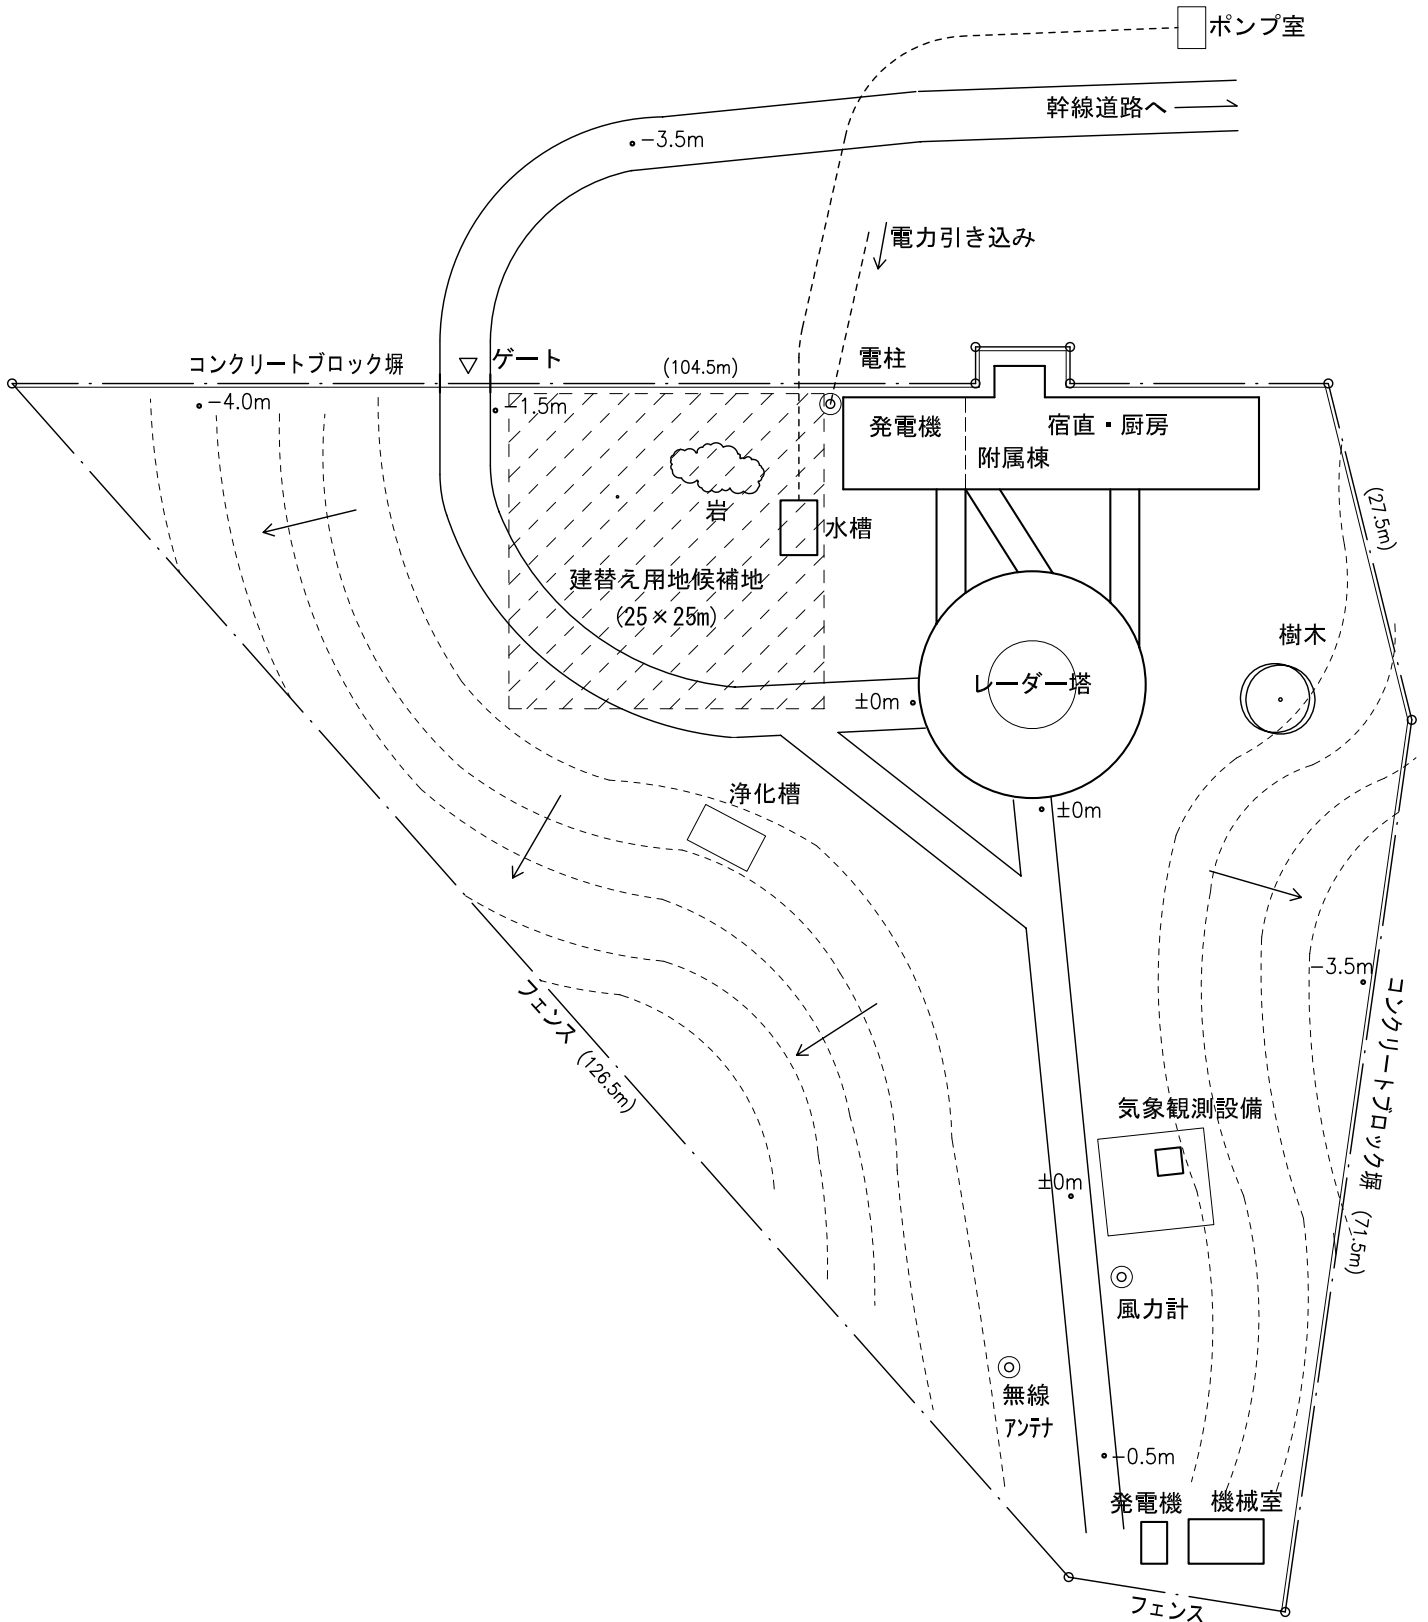 ポンプ室
幹線道路へ
-3.5m
電力引き込み
コンクリートブロック塀
ゲート
(104.5m)
電柱
-4.0m
-1.5m
発電機
宿直・厨房
附属棟
岩
水槽
(27.5m)
建替え用地候補地
(25×25m)
樹木
レーダー塔
±0m
浄化槽
±0m
-3.5m
コンクリートブロック塀
(71.5m)
フェンス
(126.5m)
気象観測設備
±0m
風力計
無線
アンテナ
-0.5m
発電機
機械室
フェンス